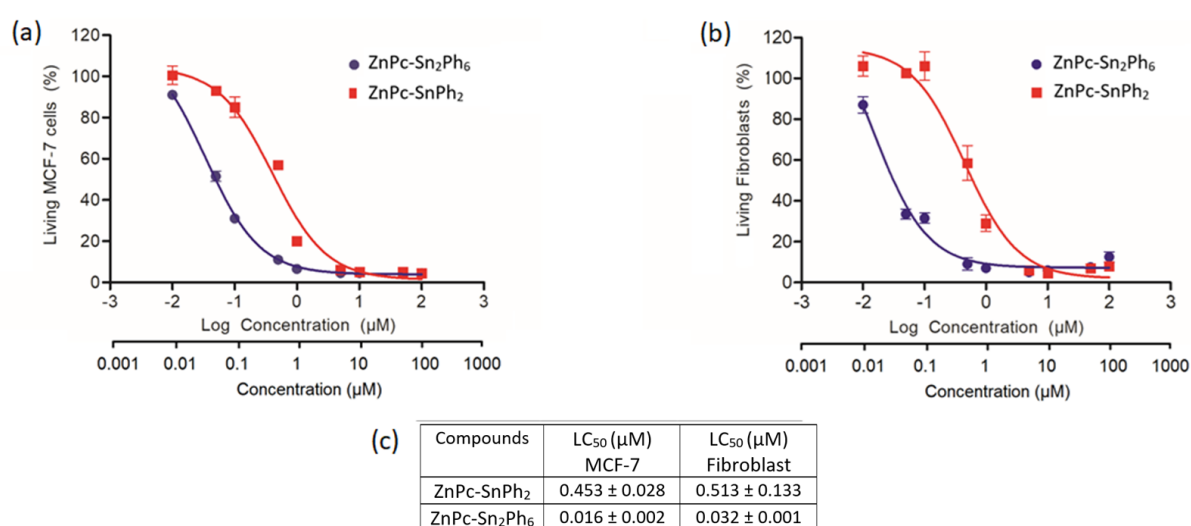 (a)
120
100
80
60
40
20
0
Living MCF-7 cells (%)
ZnPc-Sn₂Ph₆
ZnPc-SnPh₂
-3 -2 -1 0 1 2 3
Log Concentration (µM)
0.001 0.01 0.1 1 10 100 1000
Concentration (µM)
(b)
120
100
80
60
40
20
0
Living Fibroblasts (%)
ZnPc-Sn₂Ph₆
ZnPc-SnPh₂
-3 -2 -1 0 1 2 3
Log Concentration (µM)
0.001 0.01 0.1 1 10 100 1000
Concentration (µM)
(c)
Compounds LC₅₀ (µM) LC₅₀ (µM)
MCF-7 Fibroblast
ZnPc-SnPh₂ 0.453 ± 0.028 0.513 ± 0.133
ZnPc-Sn₂Ph₆ 0.016 ± 0.002 0.032 ± 0.001